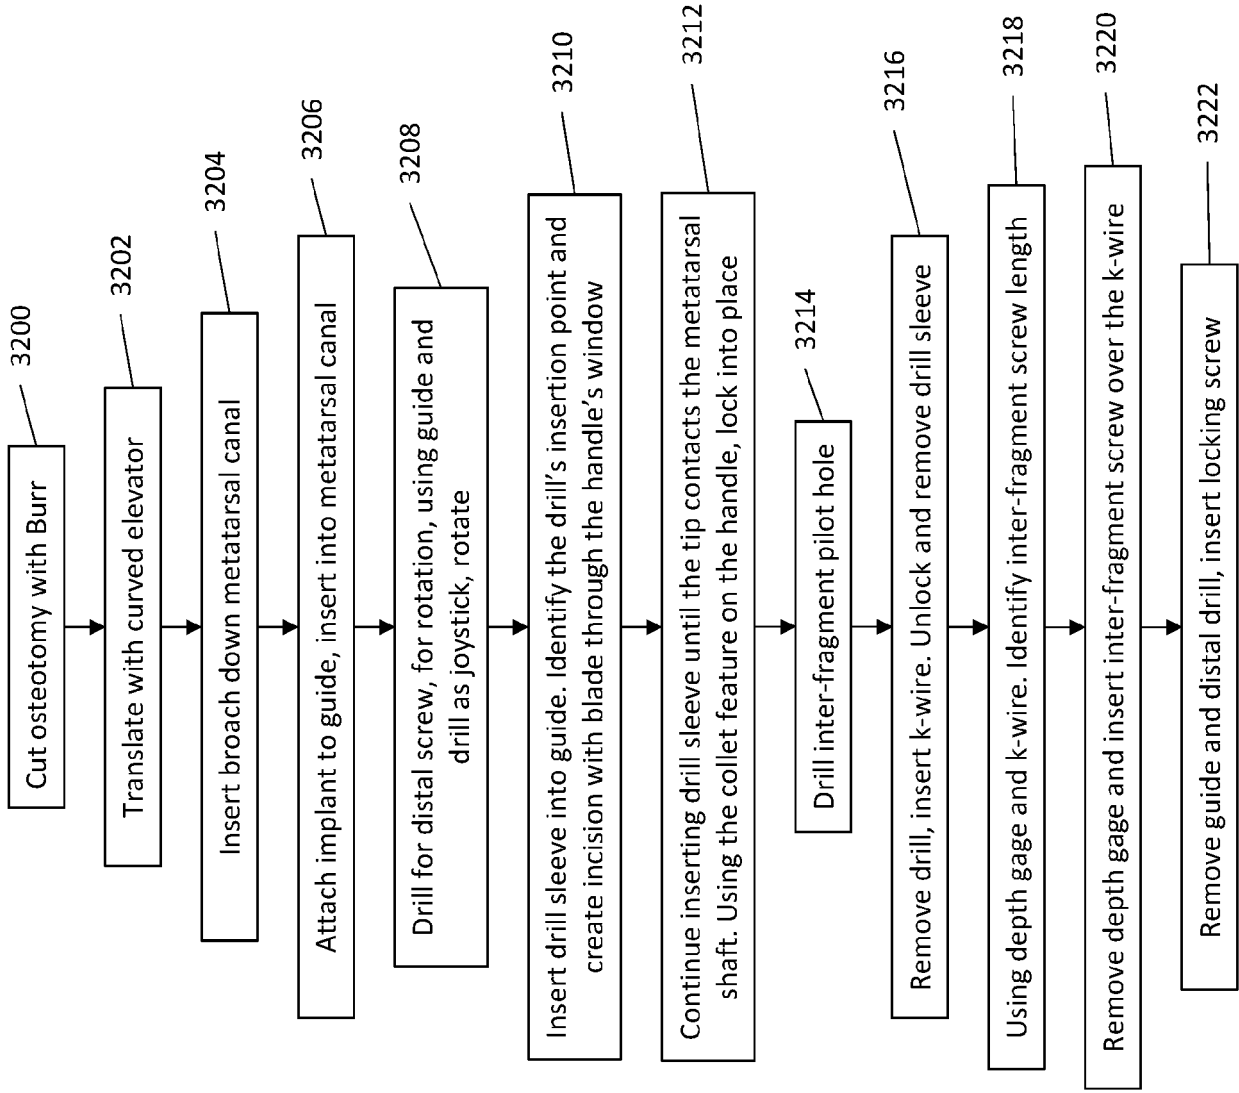 3200
Cut osteotomy with Burr
3202
Translate with curved elevator
3204
Insert broach down metatarsal canal
3206
Attach implant to guide, insert into metatarsal canal
3208
Drill for distal screw, for rotation, using guide and
drill as joystick, rotate
3210
Insert drill sleeve into guide. Identify the drill’s insertion point and
create incision with blade through the handle’s window
3212
Continue inserting drill sleeve until the tip contacts the metatarsal
shaft. Using the collet feature on the handle, lock into place
3214
Drill inter-fragment pilot hole
3216
Remove drill, insert k-wire. Unlock and remove drill sleeve
3218
Using depth gage and k-wire. Identify inter-fragment screw length
3220
Remove depth gage and insert inter-fragment screw over the k-wire
3222
Remove guide and distal drill, insert locking screw